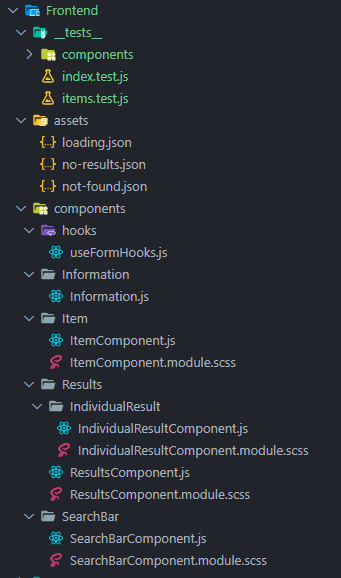 Frontend
__tests__
components
index.test.js
items.test.js
assets
loading.json
no-results.json
not-found.json
components
hooks
useFormHooks.js
Information
Information.js
Item
ItemComponent.js
ItemComponent.module.scss
Results
IndividualResult
IndividualResultComponent.js
IndividualResultComponent.module.scss
ResultsComponent.js
ResultsComponent.module.scss
SearchBar
SearchBarComponent.js
SearchBarComponent.module.scss